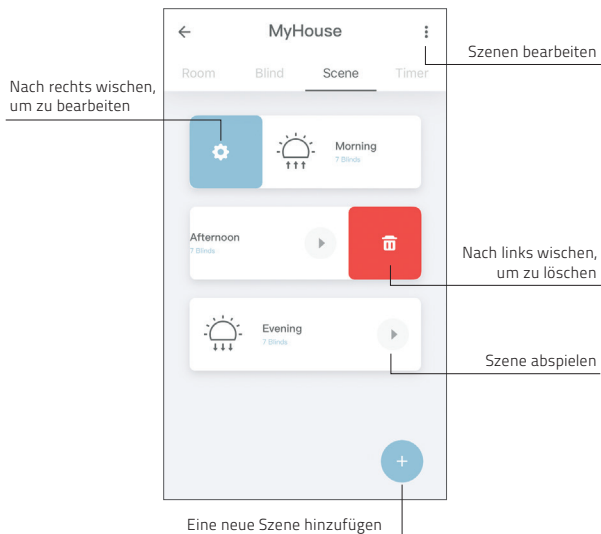 MyHouse
Szenen bearbeiten
Room Blind Scene Timer
Nach rechts wischen,
um zu bearbeiten
Morning
7 Blinds
Afternoon
7 Blinds
Nach links wischen,
um zu löschen
Evening
7 Blinds
Szene abspielen
Eine neue Szene hinzufügen